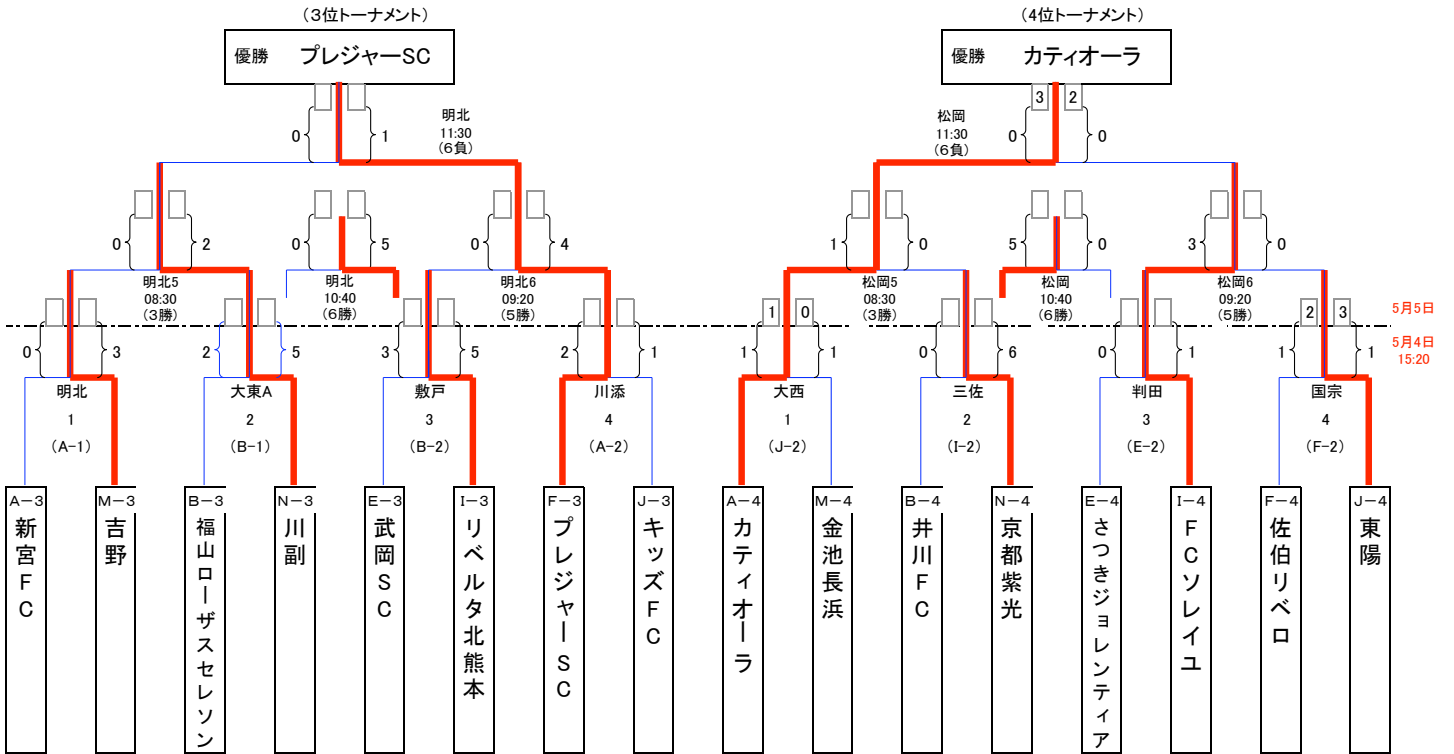 (3位トーナメント)
(4位トーナメント)
優勝 プレジャーSC
優勝 カティオーラ
3 2
明北
11:30
(6負)
松岡
11:30
(6負)
0 1
0 0
0 2
0 5
0 4
1 0
5 0
3 0
明北5
08:30
(3勝)
明北
10:40
(6勝)
明北6
09:20
(5勝)
松岡5
08:30
(3勝)
松岡
10:40
(6勝)
松岡6
09:20
(5勝)
1 0
2 3
5月5日
5月4日
15:20
0 3
2 5
3 5
2 1
1 1
0 6
0 1
1 1
明北
1
(A-1)
大東A
2
(B-1)
敷戸
3
(B-2)
川添
4
(A-2)
大西
1
(J-2)
三佐
2
(I-2)
判田
3
(E-2)
国宗
4
(F-2)
A-3
新宮FC
M-3
吉野
B-3
福山ローザスセレソン
N-3
川副
E-3
武岡SC
I-3
リベルタ北熊本
F-3
プレジャーSC
J-3
キッズFC
A-4
カティオーラ
M-4
金池長浜
B-4
井川FC
N-4
京都紫光
E-4
さつきジョレンティア
I-4
FCソレイユ
F-4
佐伯リベロ
J-4
東陽